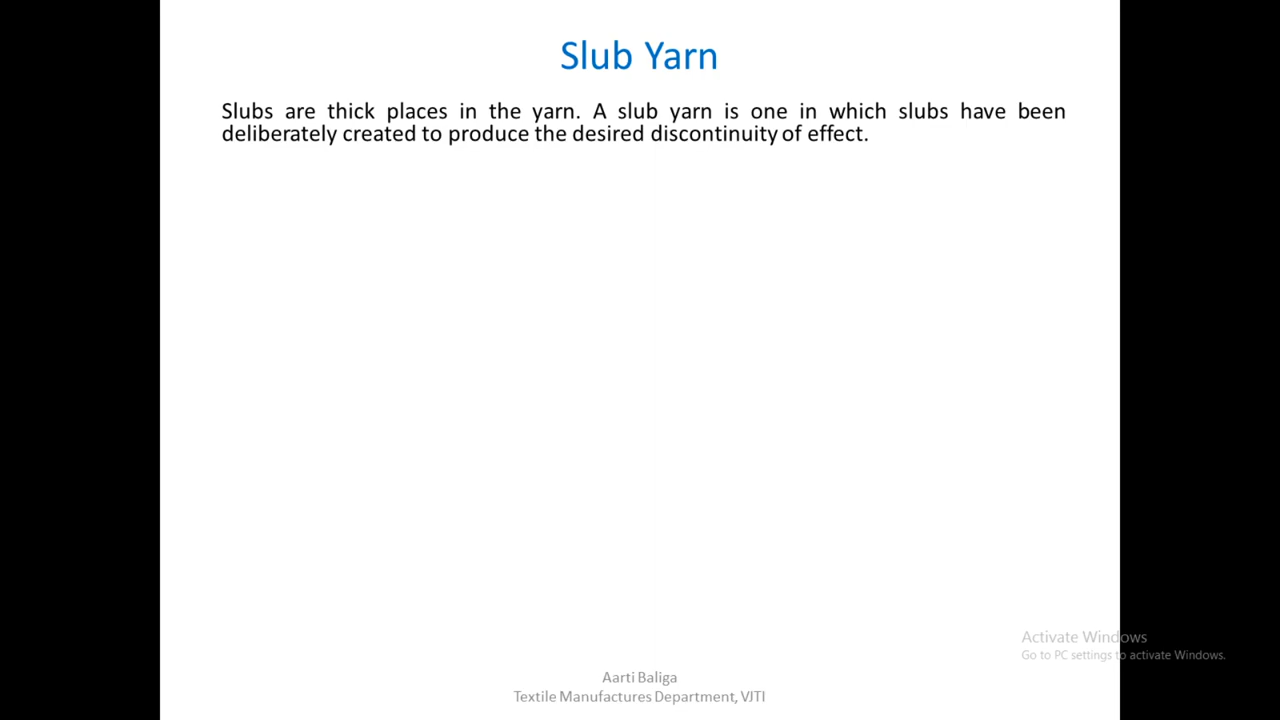 Slub Yarn
Slubs are thick places in the yarn. A slub yarn is one in which slubs have been
deliberately created to produce the desired discontinuity of effect.
Activate Windows
Go to PC settings to activate Windows.
Aarti Baliga
Textile Manufactures Department, VJTI